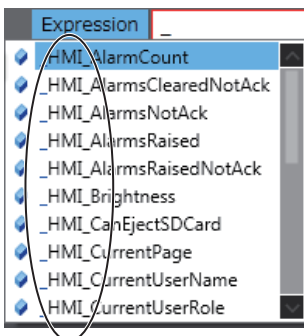 Expression _
_HMI_AlarmCount
_HMI_AlarmsClearedNotAck
_HMI_AlarmsNotAck
_HMI_AlarmsRaised
_HMI_AlarmsRaisedNotAck
_HMI_Brightness
_HMI_CanEjectSDCard
_HMI_CurrentPage
_HMI_CurrentUserName
_HMI_CurrentUserRole